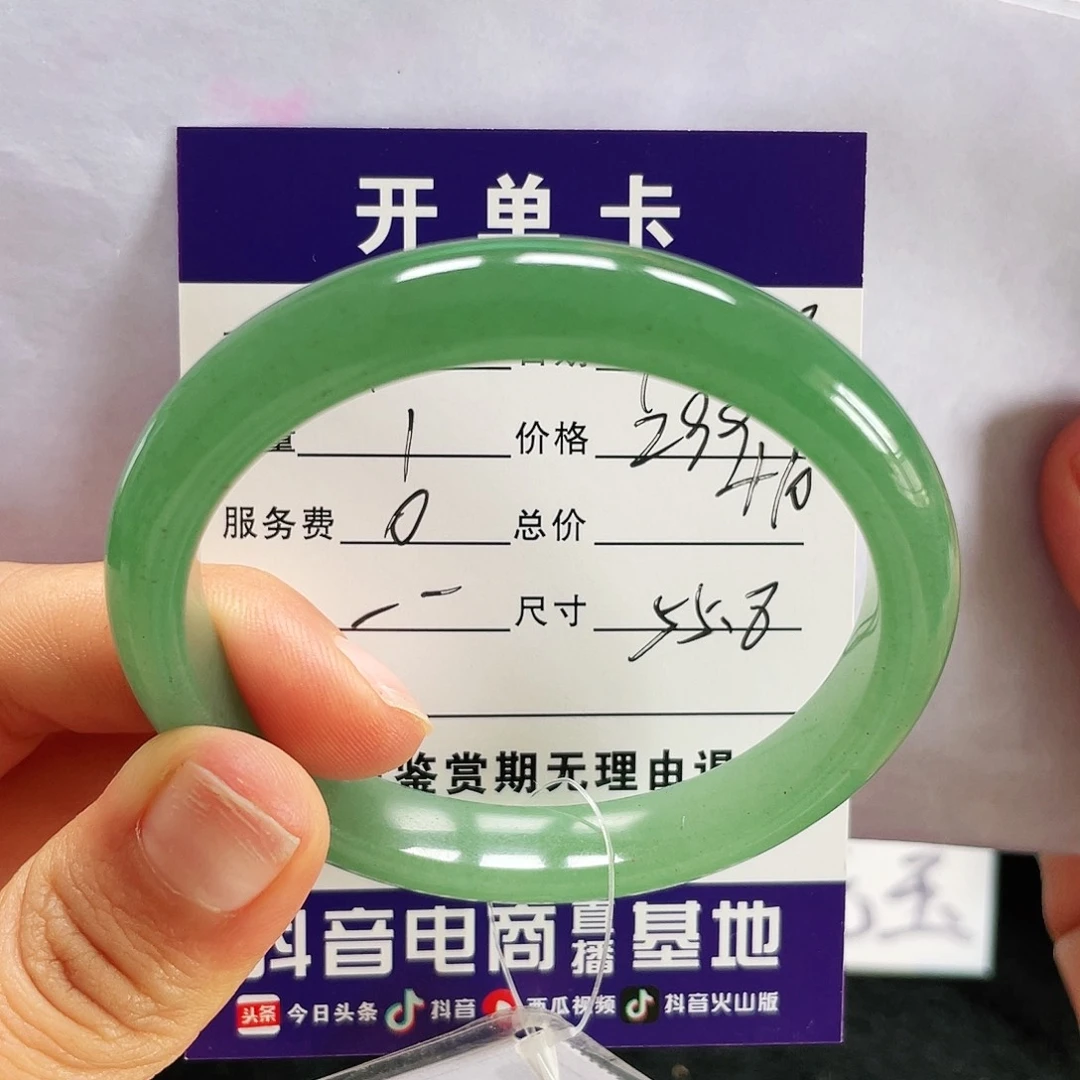 开单卡
量 1 价格 299
410
服务费 0 总价
尺寸 55.8
鉴赏期无理由退
抖音电商直播基地
头条 今日头条 抖音 西瓜视频 抖音火山版
玉